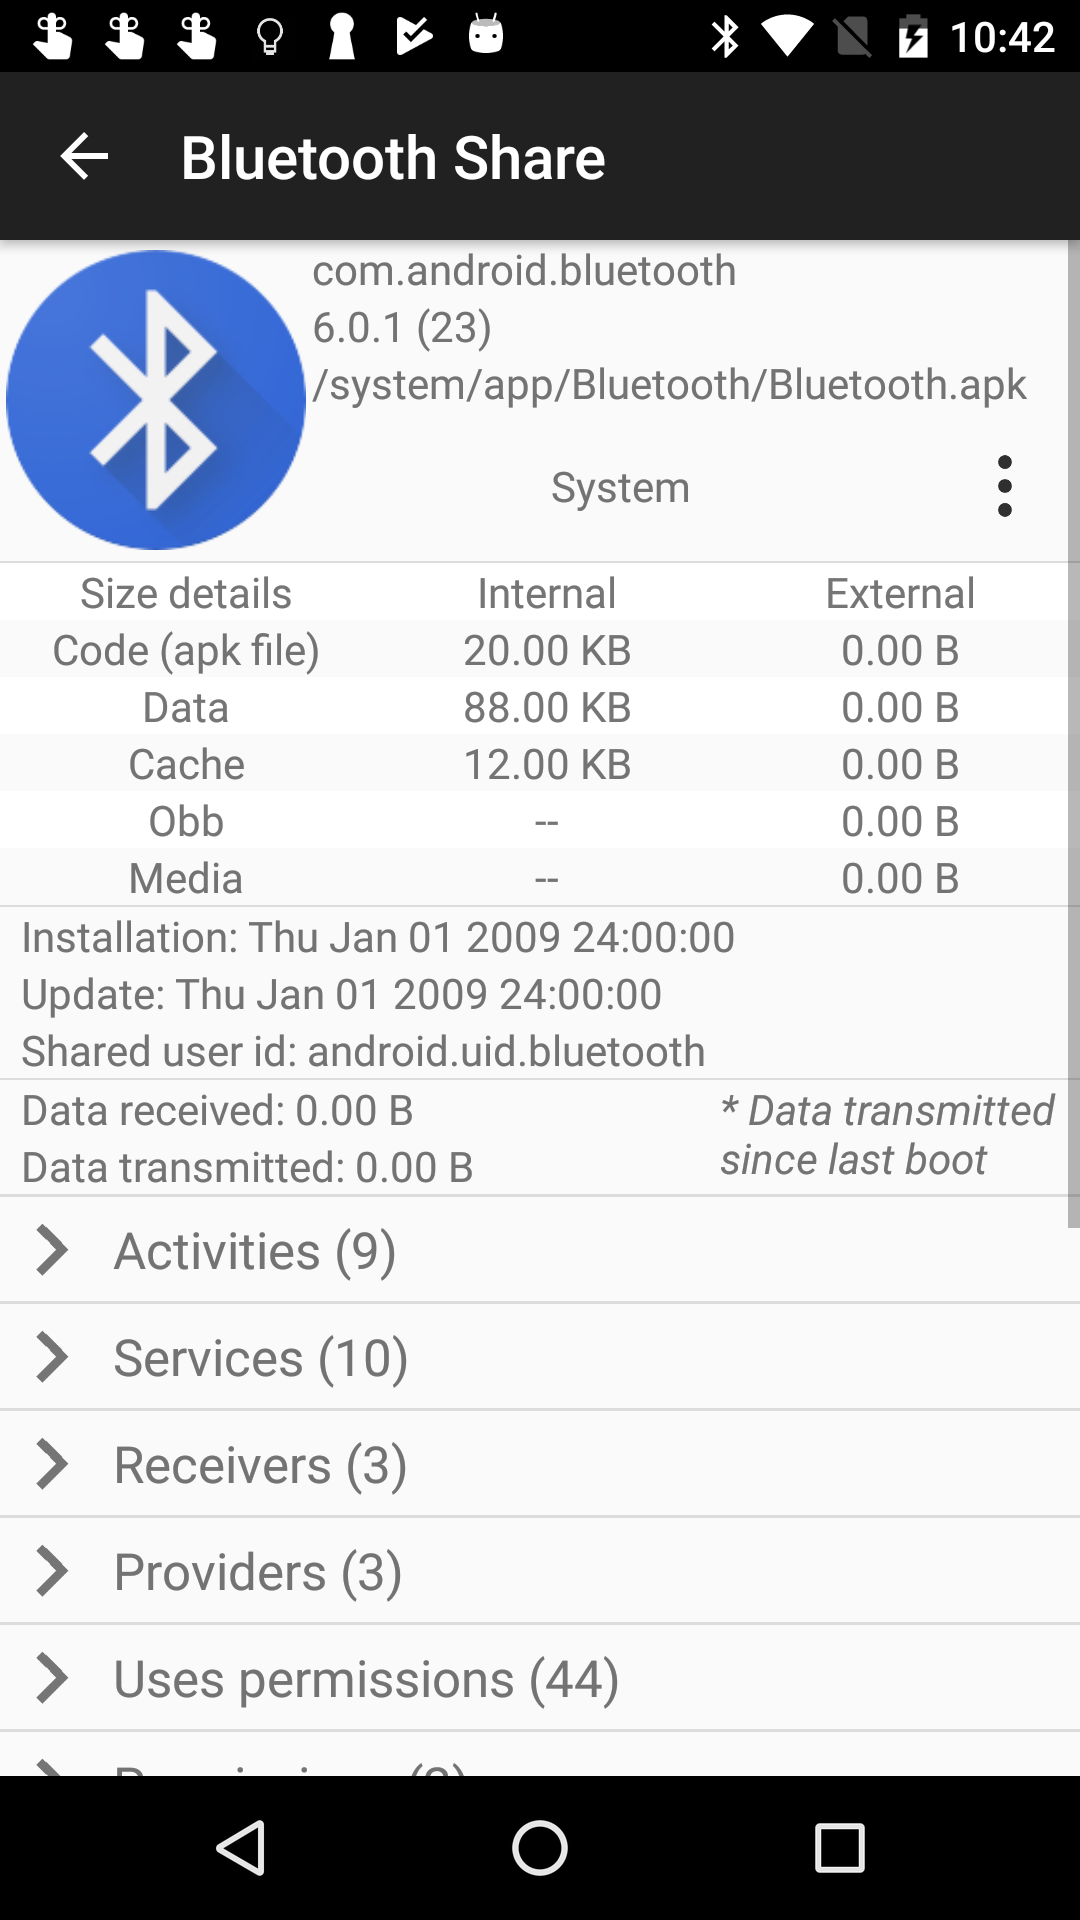 10:42
Bluetooth Share
com.android.bluetooth
6.0.1 (23)
/system/app/Bluetooth/Bluetooth.apk
System
Size details Internal External
Code (apk file) 20.00 KB 0.00 B
Data 88.00 KB 0.00 B
Cache 12.00 KB 0.00 B
Obb -- 0.00 B
Media -- 0.00 B
Installation: Thu Jan 01 2009 24:00:00
Update: Thu Jan 01 2009 24:00:00
Shared user id: android.uid.bluetooth
Data received: 0.00 B
Data transmitted: 0.00 B
* Data transmitted
since last boot
Activities (9)
Services (10)
Receivers (3)
Providers (3)
Uses permissions (44)